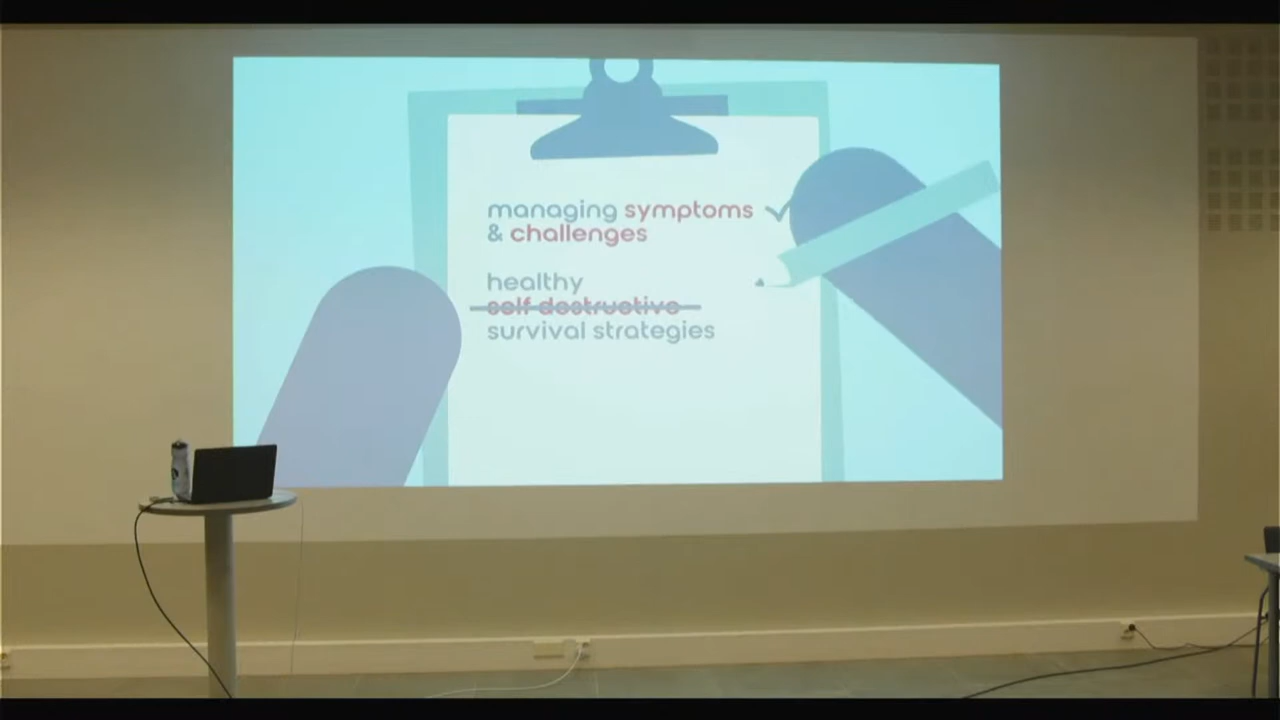 managing symptoms
& challenges
healthy
self destructive
survival strategies